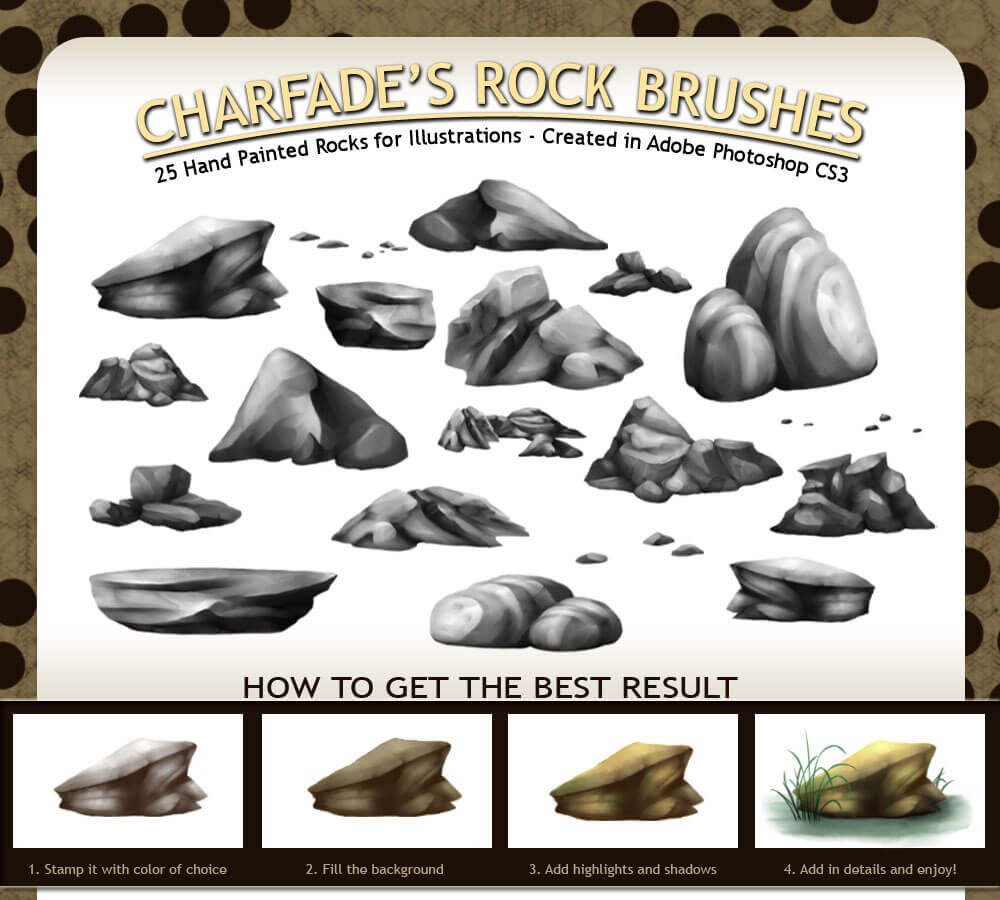 CHARFADE'S ROCK BRUSHES
25 Hand Painted Rocks for Illustrations - Created in Adobe Photoshop CS3
HOW TO GET THE BEST RESULT
1. Stamp it with color of choice
2. Fill the background
3. Add highlights and shadows
4. Add in details and enjoy!